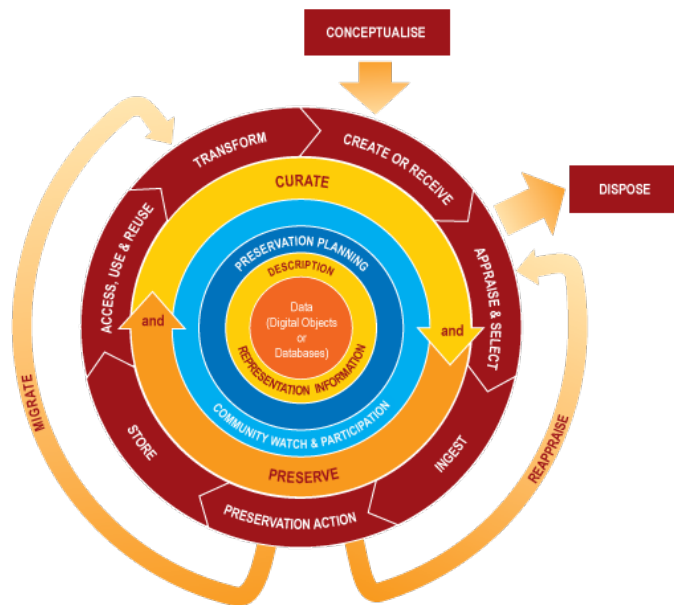 CONCEPTUALISE
TRANSFORM
CREATE OR RECEIVE
DISPOSE
CURATE
ACCESS, USE & REUSE
APPRAISE & SELECT
PRESERVATION PLANNING
DESCRIPTION
and
Data
(Digital Objects
or
Databases)
and
REPRESENTATION INFORMATION
MIGRATE
COMMUNITY WATCH & PARTICIPATION
STORE
INGEST
REAPPRAISE
PRESERVE
PRESERVATION ACTION